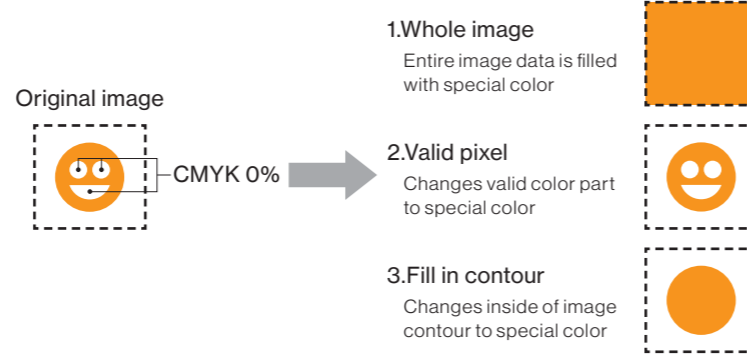 1.Whole image
Entire image data is filled
with special color
Original image
CMYK 0%
2.Valid pixel
Changes valid color part
to special color
3.Fill in contour
Changes inside of image
contour to special color